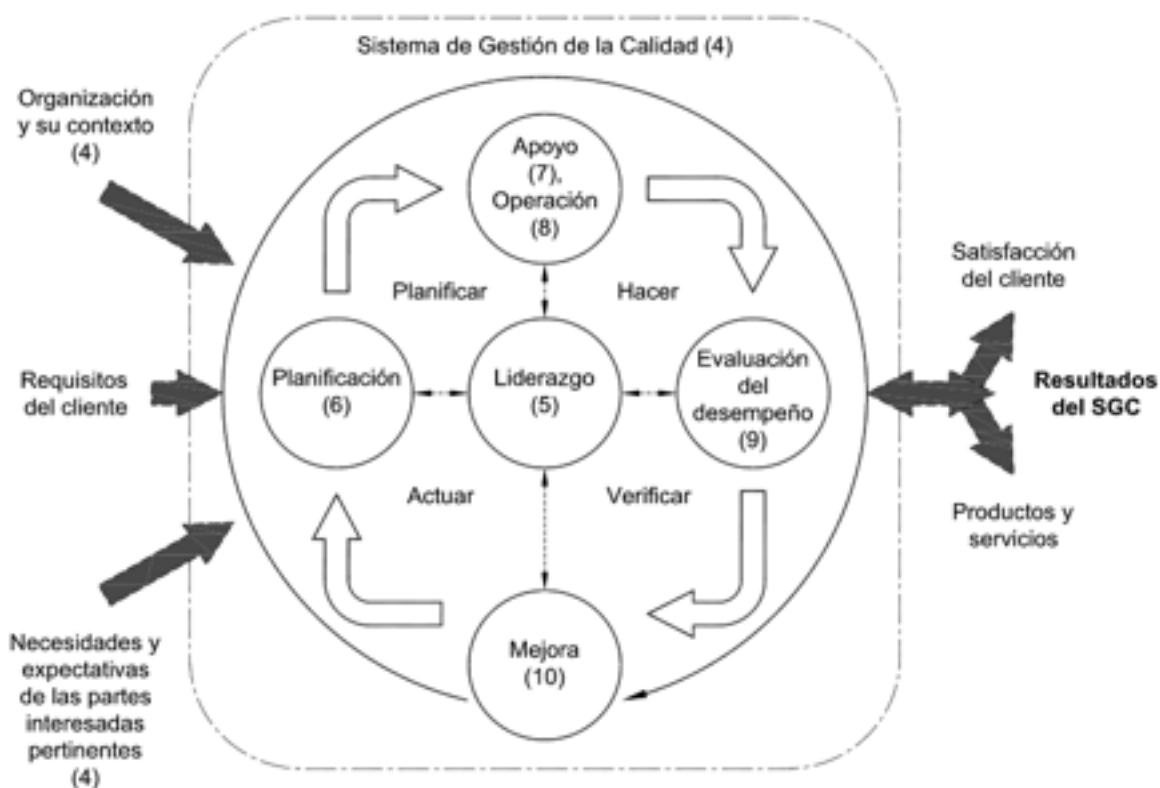 Sistema de Gestión de la Calidad (4)
Organización
y su contexto
(4)
Requisitos
del cliente
Necesidades y
expectativas
de las partes
interesadas
pertinentes
(4)
Apoyo
(7),
Operación
(8)
Planificar
Hacer
Planificación
(6)
Liderazgo
(5)
Evaluación
del
desempeño
(9)
Actuar
Verificar
Mejora
(10)
Satisfacción
del cliente
Resultados
del SGC
Productos y
servicios